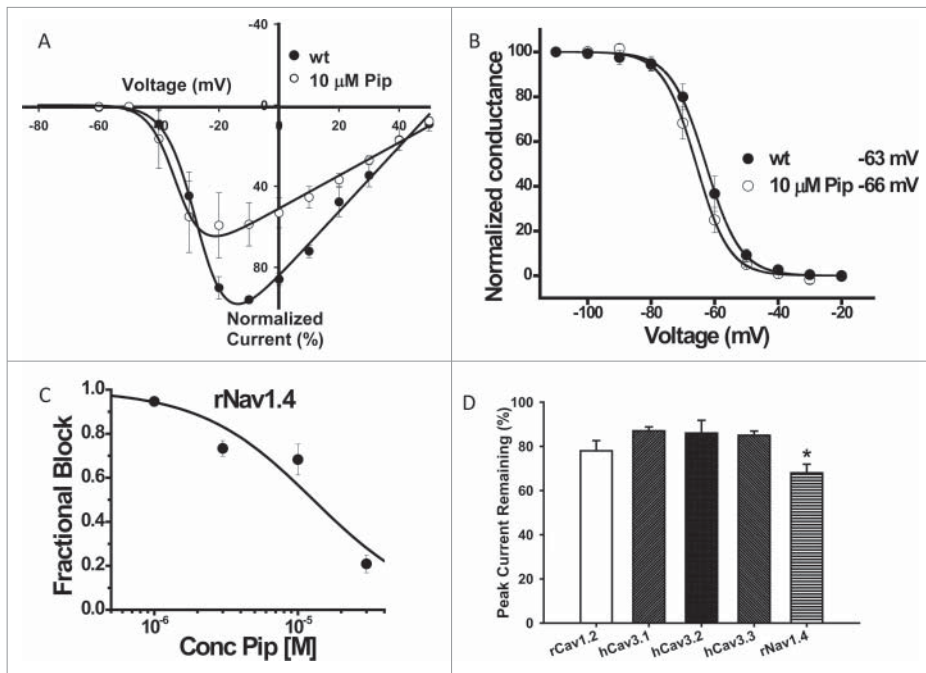 A
-40
wt
10 μM Pip
Voltage (mV)
0
-80 -60 -40 -20 0 20 40
40
80
Normalized
Current (%)
B
Normalized conductance
100
80
60
40
20
0
wt -63 mV
10 μM Pip -66 mV
-100 -80 -60 -40 -20
Voltage (mV)
C
rNav1.4
Fractional Block
1.0
0.8
0.6
0.4
0.2
0.0
10-6 10-5
Conc Pip [M]
D
Peak Current Remaining (%)
100
80
60
40
20
0
*
rCav1.2 hCav3.1 hCav3.2 hCav3.3 rNav1.4